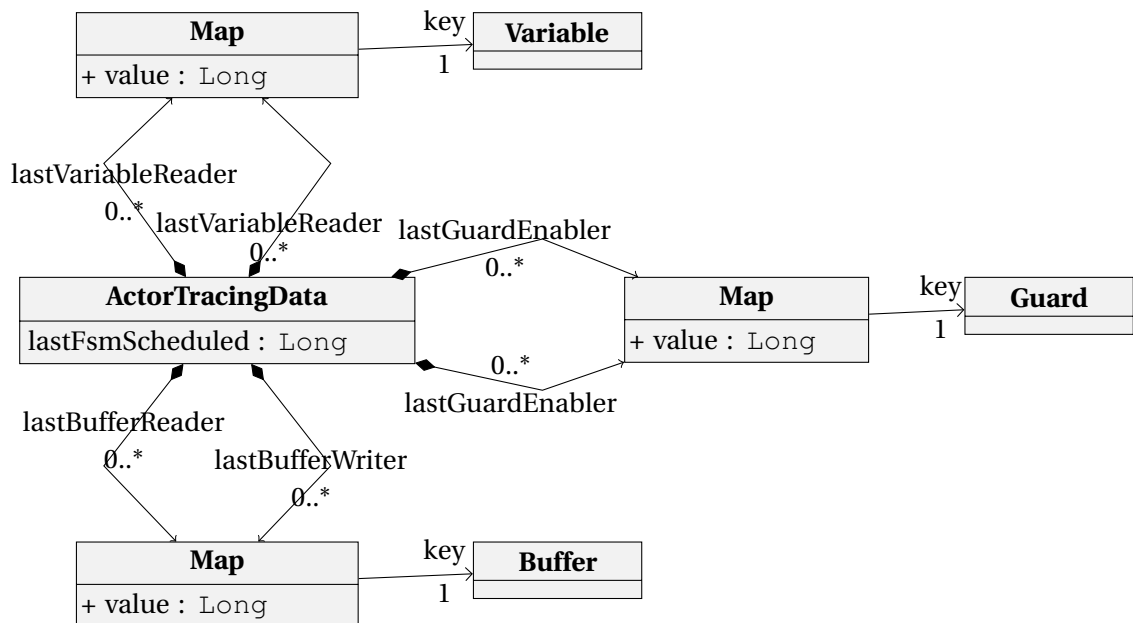 Map
key
Variable
+ value : Long
1
lastVariableReader
0..*
lastVariableReader
0..*
lastGuardEnabler
0..*
ActorTracingData
lastFsmScheduled : Long
Map
+ value : Long
key
1
Guard
0..*
lastGuardEnabler
lastBufferReader
0..*
lastBufferWriter
0..*
Map
+ value : Long
key
1
Buffer